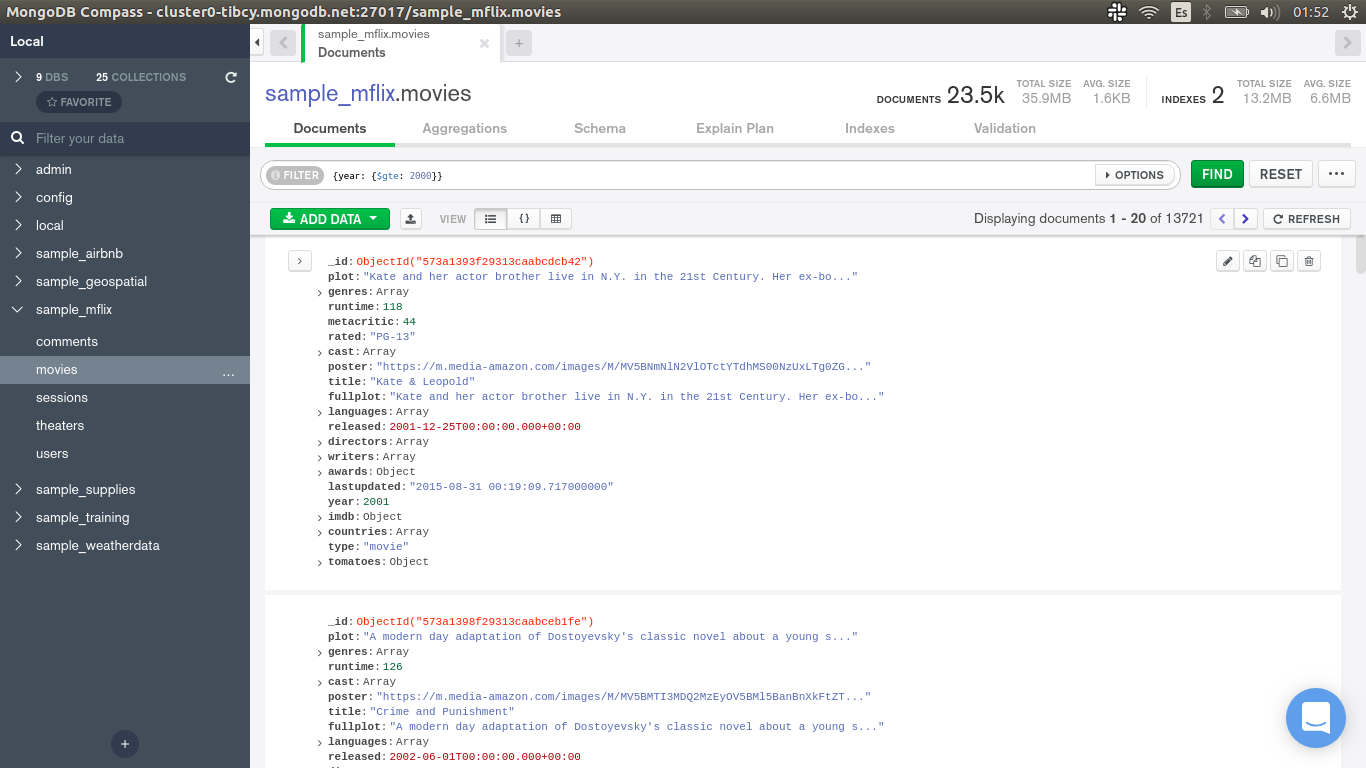 MongoDB Compass - cluster0-tibcy.mongodb.net:27017/sample_mflix.movies
Es
01:52
Local
9 DBS 25 COLLECTIONS
FAVORITE
Filter your data
admin
config
local
sample_airbnb
sample_geospatial
sample_mflix
comments
movies ...
sessions
theaters
users
sample_supplies
sample_training
sample_weatherdata
+
sample_mflix.movies
Documents
+
sample_mflix.movies
DOCUMENTS 23.5k
TOTAL SIZE
35.9MB
AVG. SIZE
1.6KB
INDEXES 2
TOTAL SIZE
13.2MB
AVG. SIZE
6.6MB
Documents Aggregations Schema Explain Plan Indexes Validation
FILTER {year: {$gte: 2000}} OPTIONS FIND RESET ...
ADD DATA VIEW {} Displaying documents 1 - 20 of 13721 REFRESH
_id:ObjectId("573a1393f29313caabcdcb42")
plot:"Kate and her actor brother live in N.Y. in the 21st Century. Her ex-bo..."
genres:Array
runtime:118
metacritic:44
rated:"PG-13"
cast:Array
poster:"https://m.media-amazon.com/images/M/MV5BNmNlN2VlOTctYTdhMS00NzUxLTg0ZG..."
title:"Kate & Leopold"
fullplot:"Kate and her actor brother live in N.Y. in the 21st Century. Her ex-bo..."
languages:Array
released:2001-12-25T00:00:00.000+00:00
directors:Array
writers:Array
awards:Object
lastupdated:"2015-08-31 00:19:09.717000000"
year:2001
imdb:Object
countries:Array
type:"movie"
tomatoes:Object
_id:ObjectId("573a1398f29313caabceb1fe")
plot:"A modern day adaptation of Dostoyevsky's classic novel about a young s..."
genres:Array
runtime:126
cast:Array
poster:"https://m.media-amazon.com/images/M/MV5BMTI3MDQ2MzEyOV5BMl5BanBnXkFtZT..."
title:"Crime and Punishment"
fullplot:"A modern day adaptation of Dostoyevsky's classic novel about a young s..."
languages:Array
released:2002-06-01T00:00:00.000+00:00